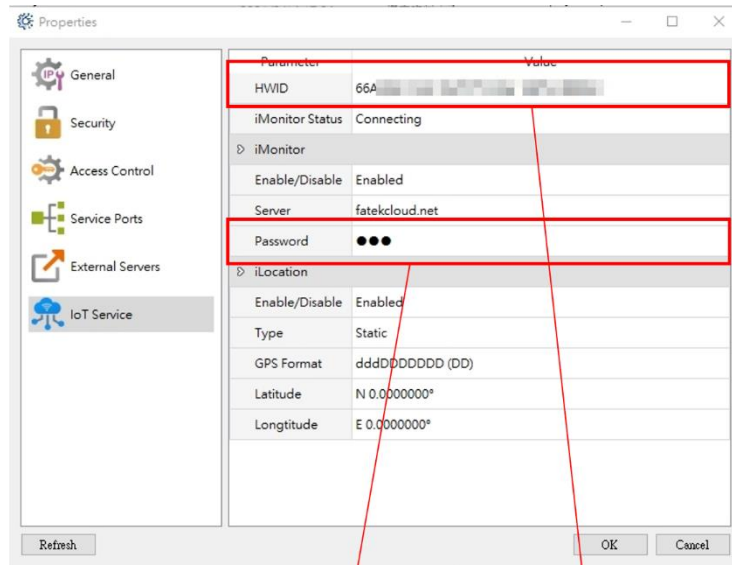 Properties
General
Security
Access Control
Service Ports
External Servers
IoT Service
Parameter Value
HWID 66A
iMonitor Status Connecting
iMonitor
Enable/Disable Enabled
Server fatekcloud.net
Password ●●●
iLocation
Enable/Disable Enabled
Type Static
GPS Format dddDDDDDDD (DD)
Latitude N 0.0000000°
Longtitude E 0.0000000°
Refresh OK Cancel